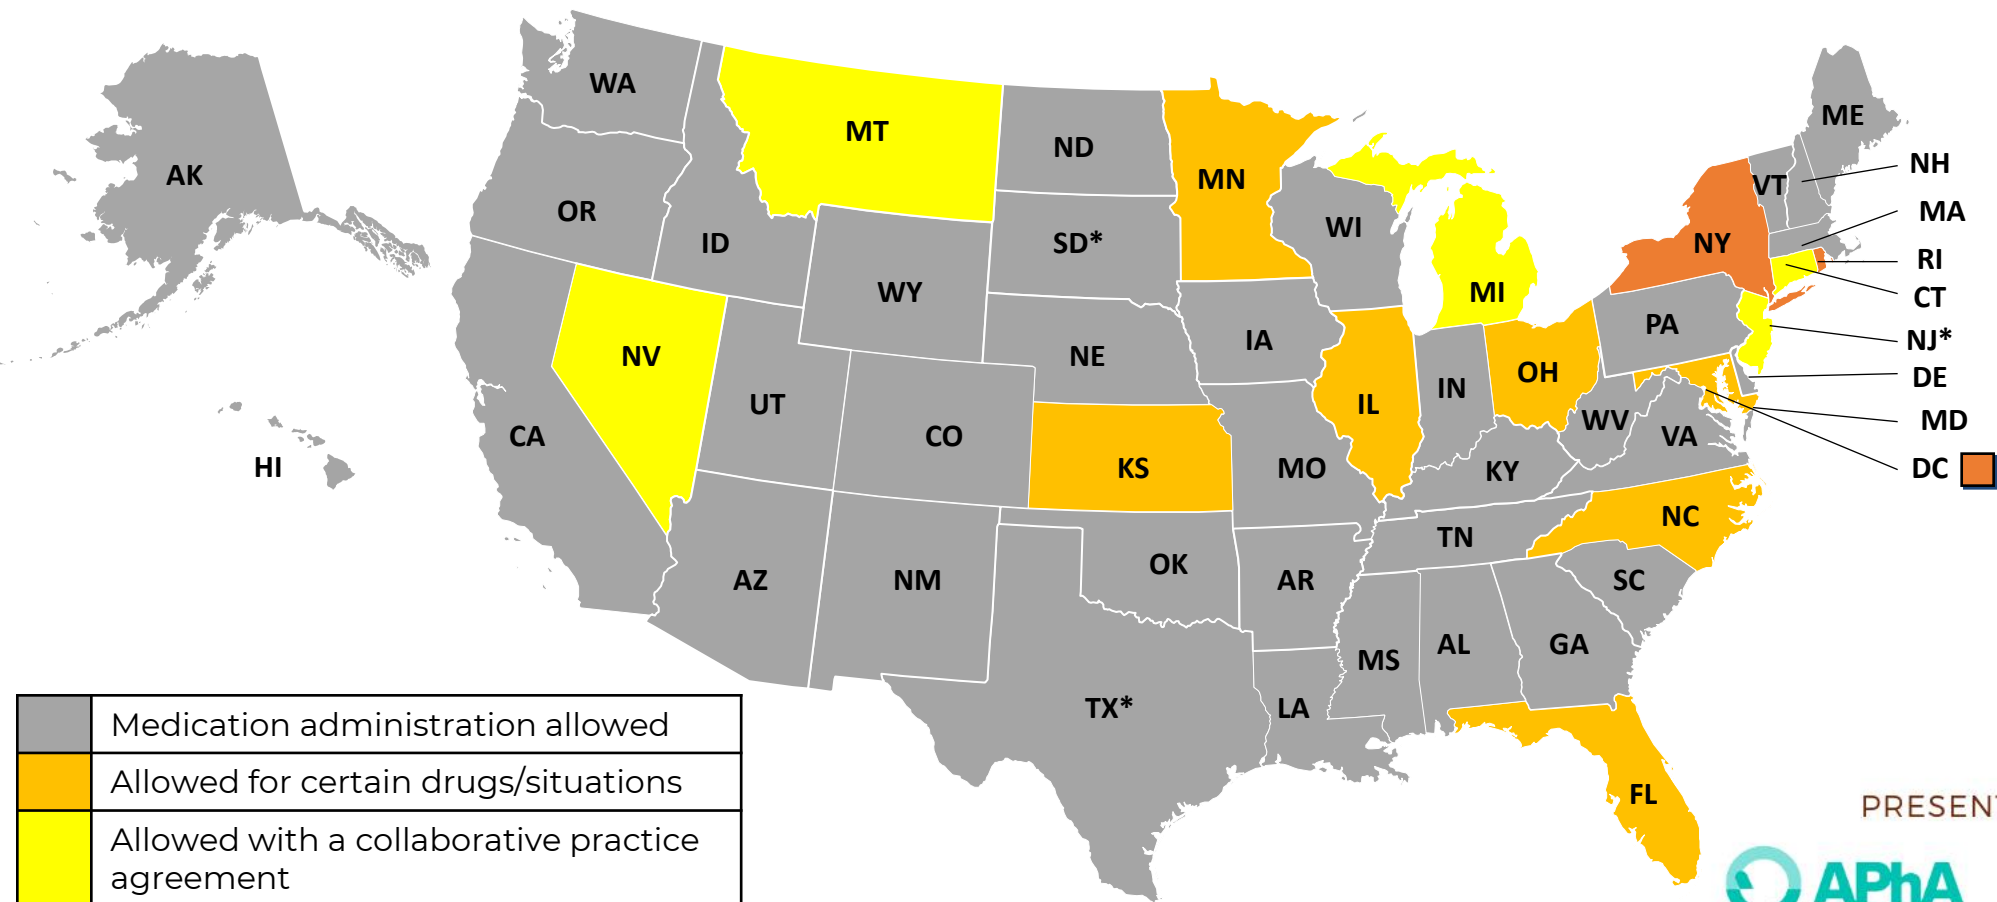 WA
MT
ND
MN
ME
AK
OR
ID
SD*
WI
VT
NH
MA
NY
RI
WY
MI
CT
NV
NE
IA
PA
NJ*
UT
CO
IL
IN
OH
DE
CA
KS
MO
KY
WV
VA
MD
HI
DC
AZ
NM
OK
AR
TN
NC
SC
TX*
LA
MS
AL
GA
FL
Medication administration allowed
Allowed for certain drugs/situations
Allowed with a collaborative practice
agreement
PRESENT
APhA